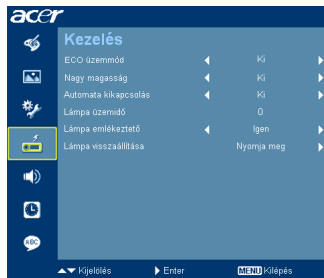 acer
Kezelés
ECO üzemmód Ki
Nagy magasság Ki
Automata kikapcsolás Ki
Lámpa üzemidő 0
Lámpa emlékeztető Igen
Lámpa visszaállítása Nyomja meg
ABC
Kijelölés Enter MENU Kilépés